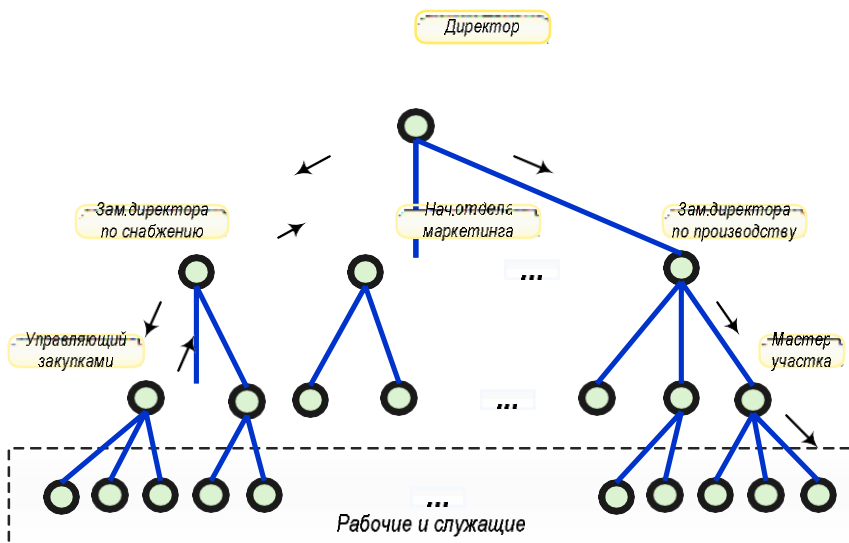 Директор
Зам.директора
по снабжению
Нач.отдела
маркетинга
Зам.директора
по производству
...
Управляющий
закупками
Мастер
участка
...
...
Рабочие и служащие